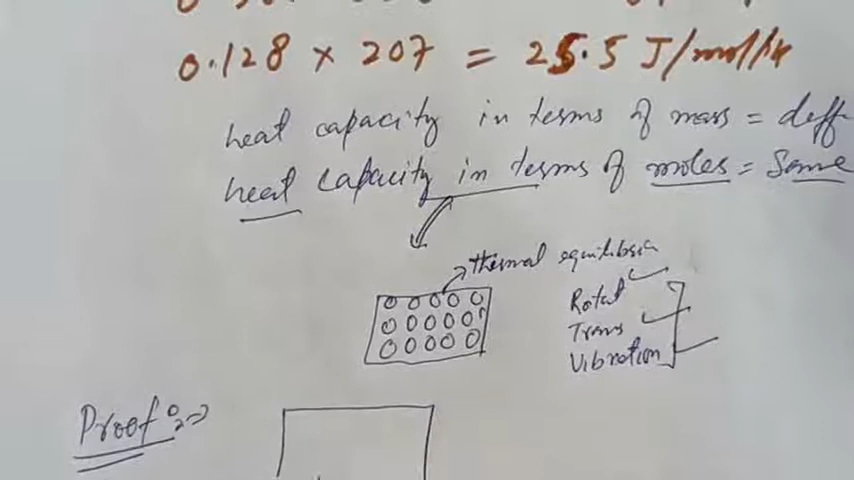 0.128 × 207 = 25.5 J/mol/k
heat capacity in terms of mass = diff
heat capacity in terms of moles = Same
thermal equilibrium
Rotat
Trans
Vibration
Proof